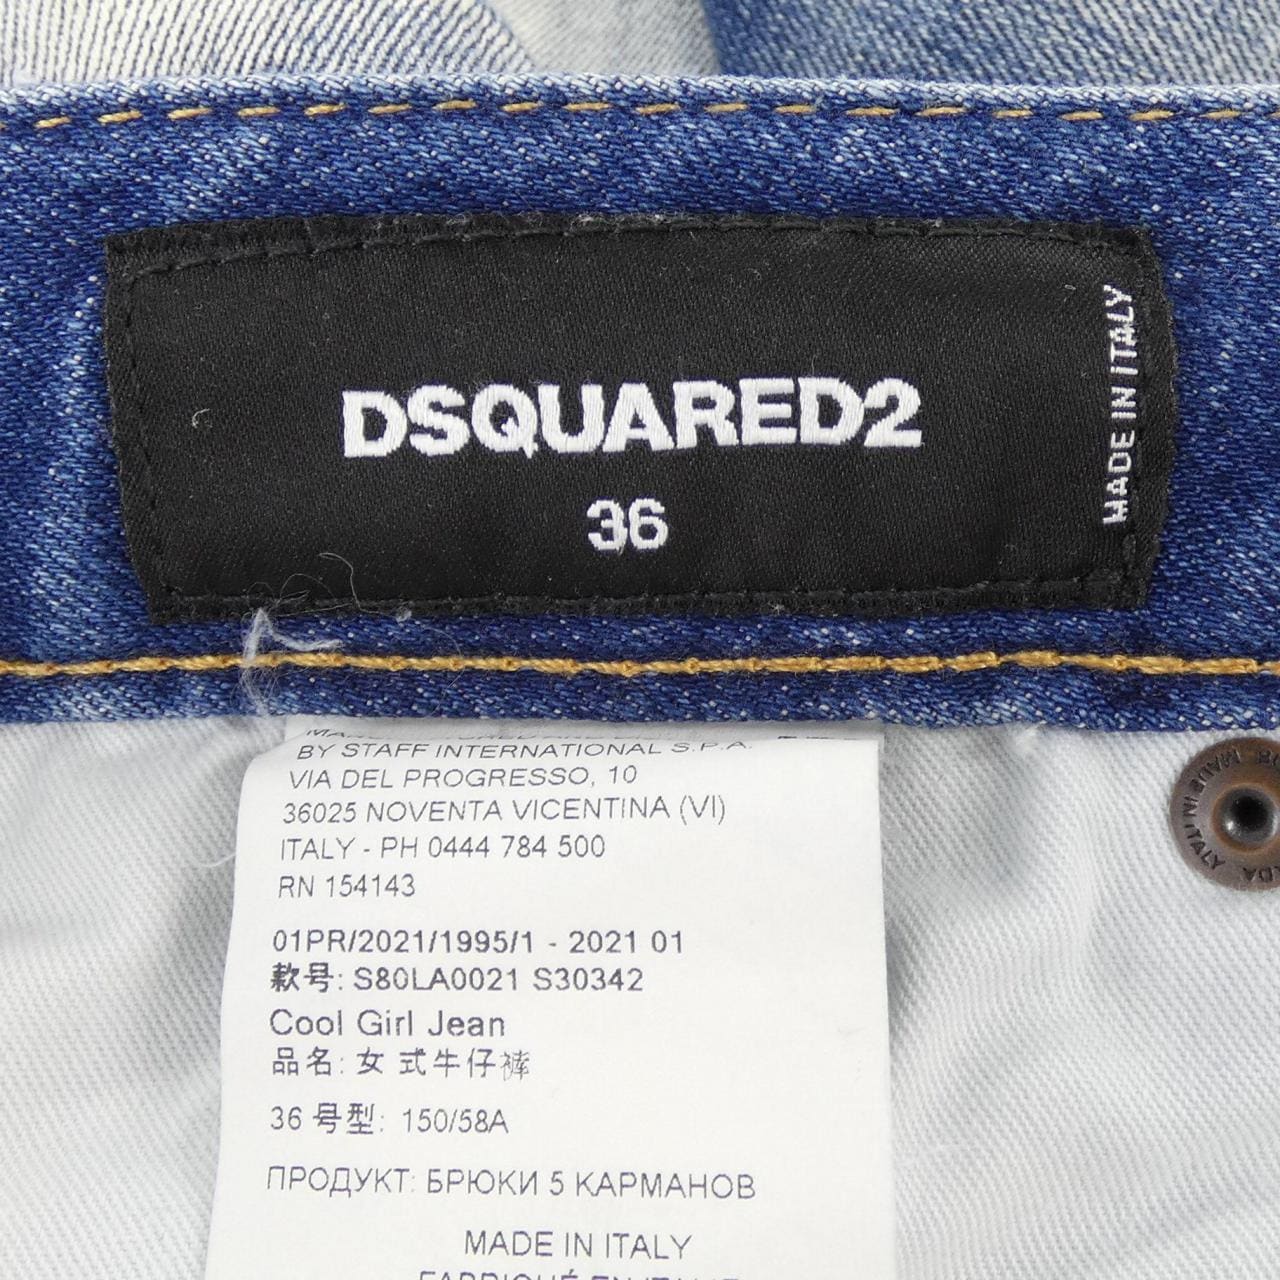 DSQUARED2
36
MADE IN ITALY
BY STAFF INTERNATIONAL S.P.A.
VIA DEL PROGRESSO, 10
36025 NOVENTA VICENTINA (VI)
ITALY - PH 0444 784 500
RN 154143
01PR/2021/1995/1 - 2021 01
款号: S80LA0021 S30342
Cool Girl Jean
品名: 女 式牛仔裤
36 号型: 150/58A
ПРОДУКТ: БРЮКИ 5 КАРМАНОВ
MADE IN ITALY
MADE IN ITALY